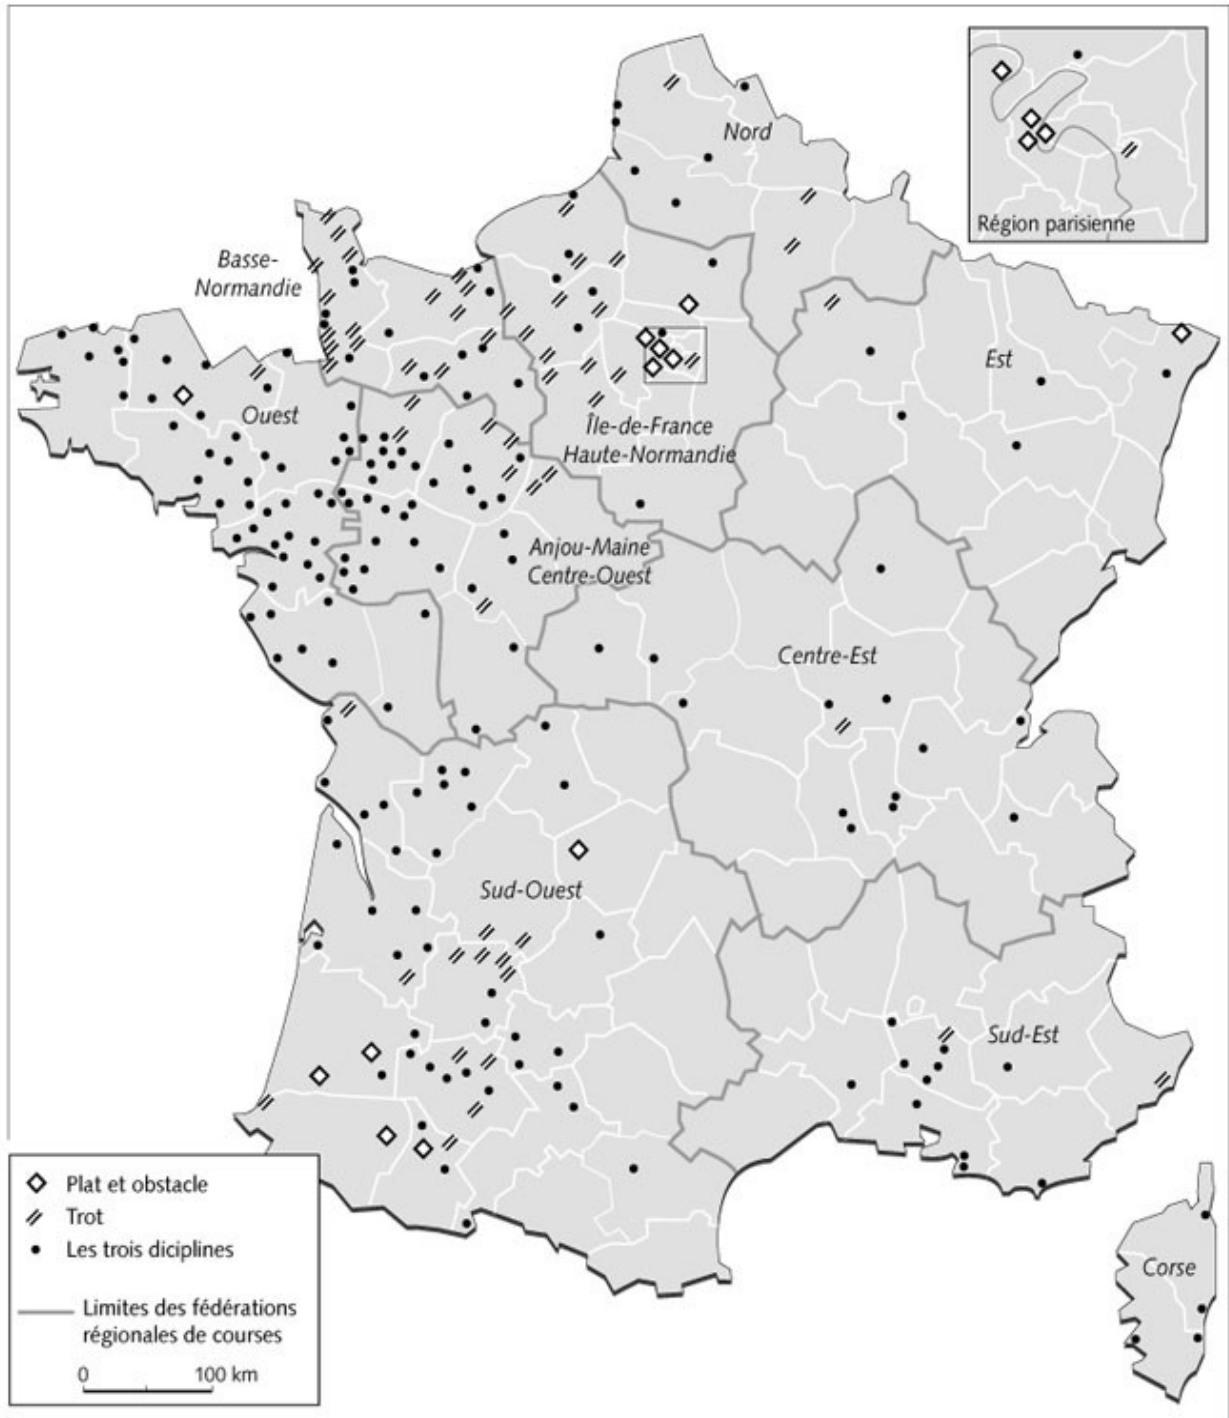 Nord
Région parisienne
Basse-
Normandie
Est
Ouest
Île-de-France
Haute-Normandie
Anjou-Maine
Centre-Ouest
Centre-Est
Sud-Ouest
Sud-Est
Plat et obstacle
Trot
Les trois diciplines
Limites des fédérations
régionales de courses
0 100 km
Corse